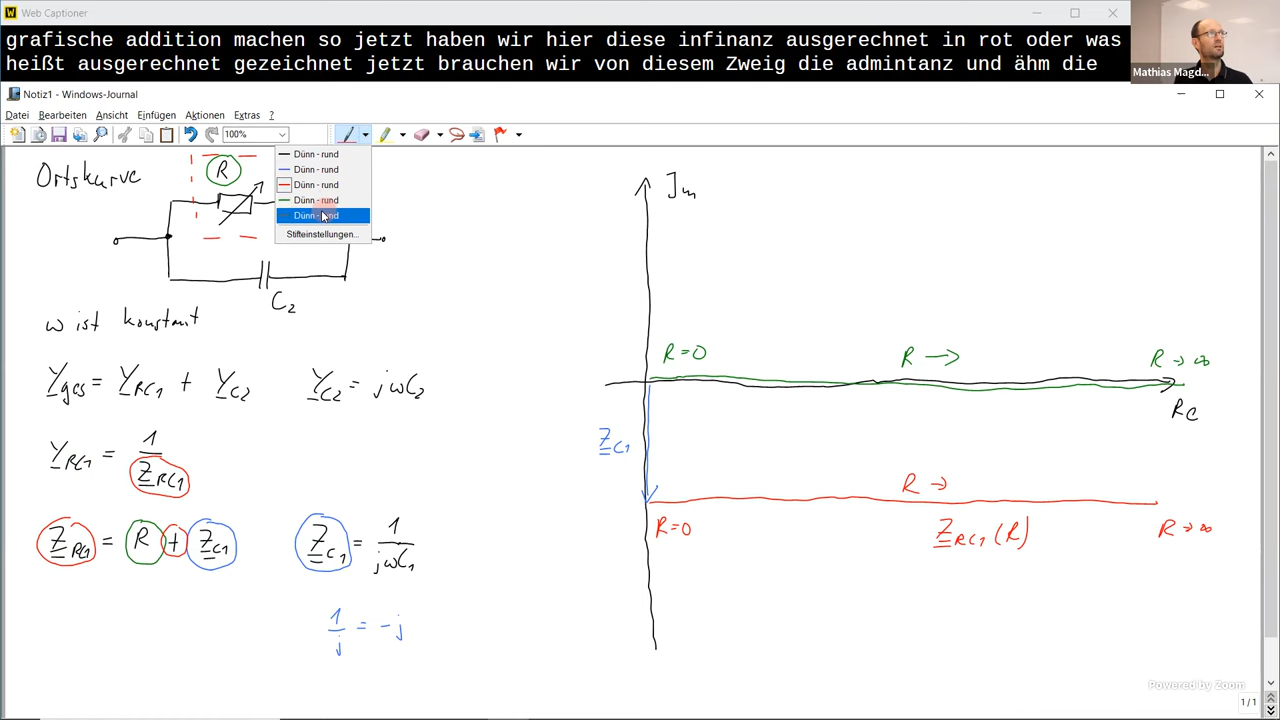 Web Captioner
grafische addition machen so jetzt haben wir hier diese infinanz ausgerechnet in rot oder was
heißt ausgerechnet gezeichnet jetzt brauchen wir von diesem Zweig die admintanz und ähm die
Mathias Magd...
Notiz1 - Windows-Journal
Datei Bearbeiten Ansicht Einfügen Aktionen Extras ?
100%
Dünn - rund
Dünn - rund
Dünn - rund
Dünn - rund
Dünn - rund
Stifteinstellungen...
Ortskurve
R
C2
ω ist konstant
Yges = YRC1 + YC2 YC2 = jωC2
YRC1 = 1/ZRC1
ZRC1 = R + ZC1 ZC1 = 1/jωC1
1/j = -j
Im
R=0 R → R → ∞
Re
ZC1
R →
R=0 ZRC1(R) R → ∞
Powered by Zoom
1/1